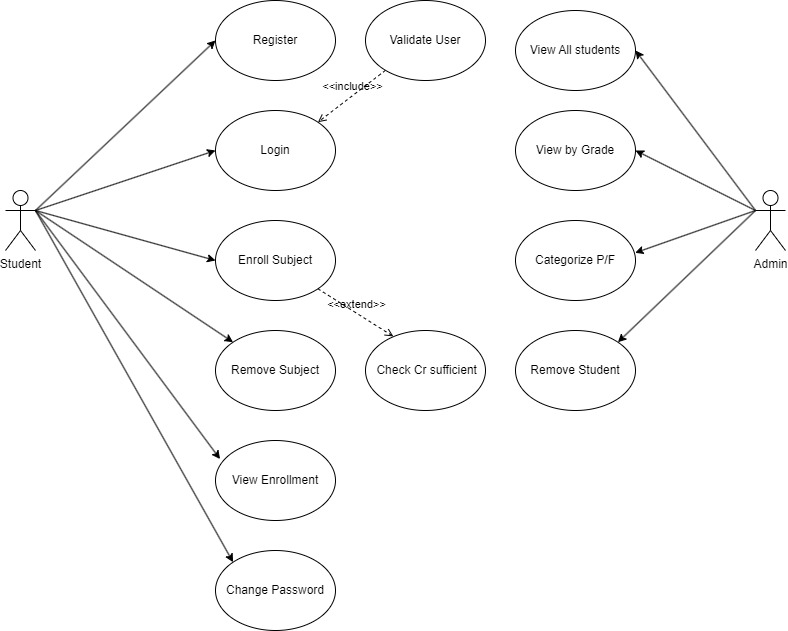 Register
Validate User
View All students
<<include>>
Login
View by Grade
Student
Enroll Subject
Categorize P/F
Admin
<<extend>>
Remove Subject
Check Cr sufficient
Remove Student
View Enrollment
Change Password